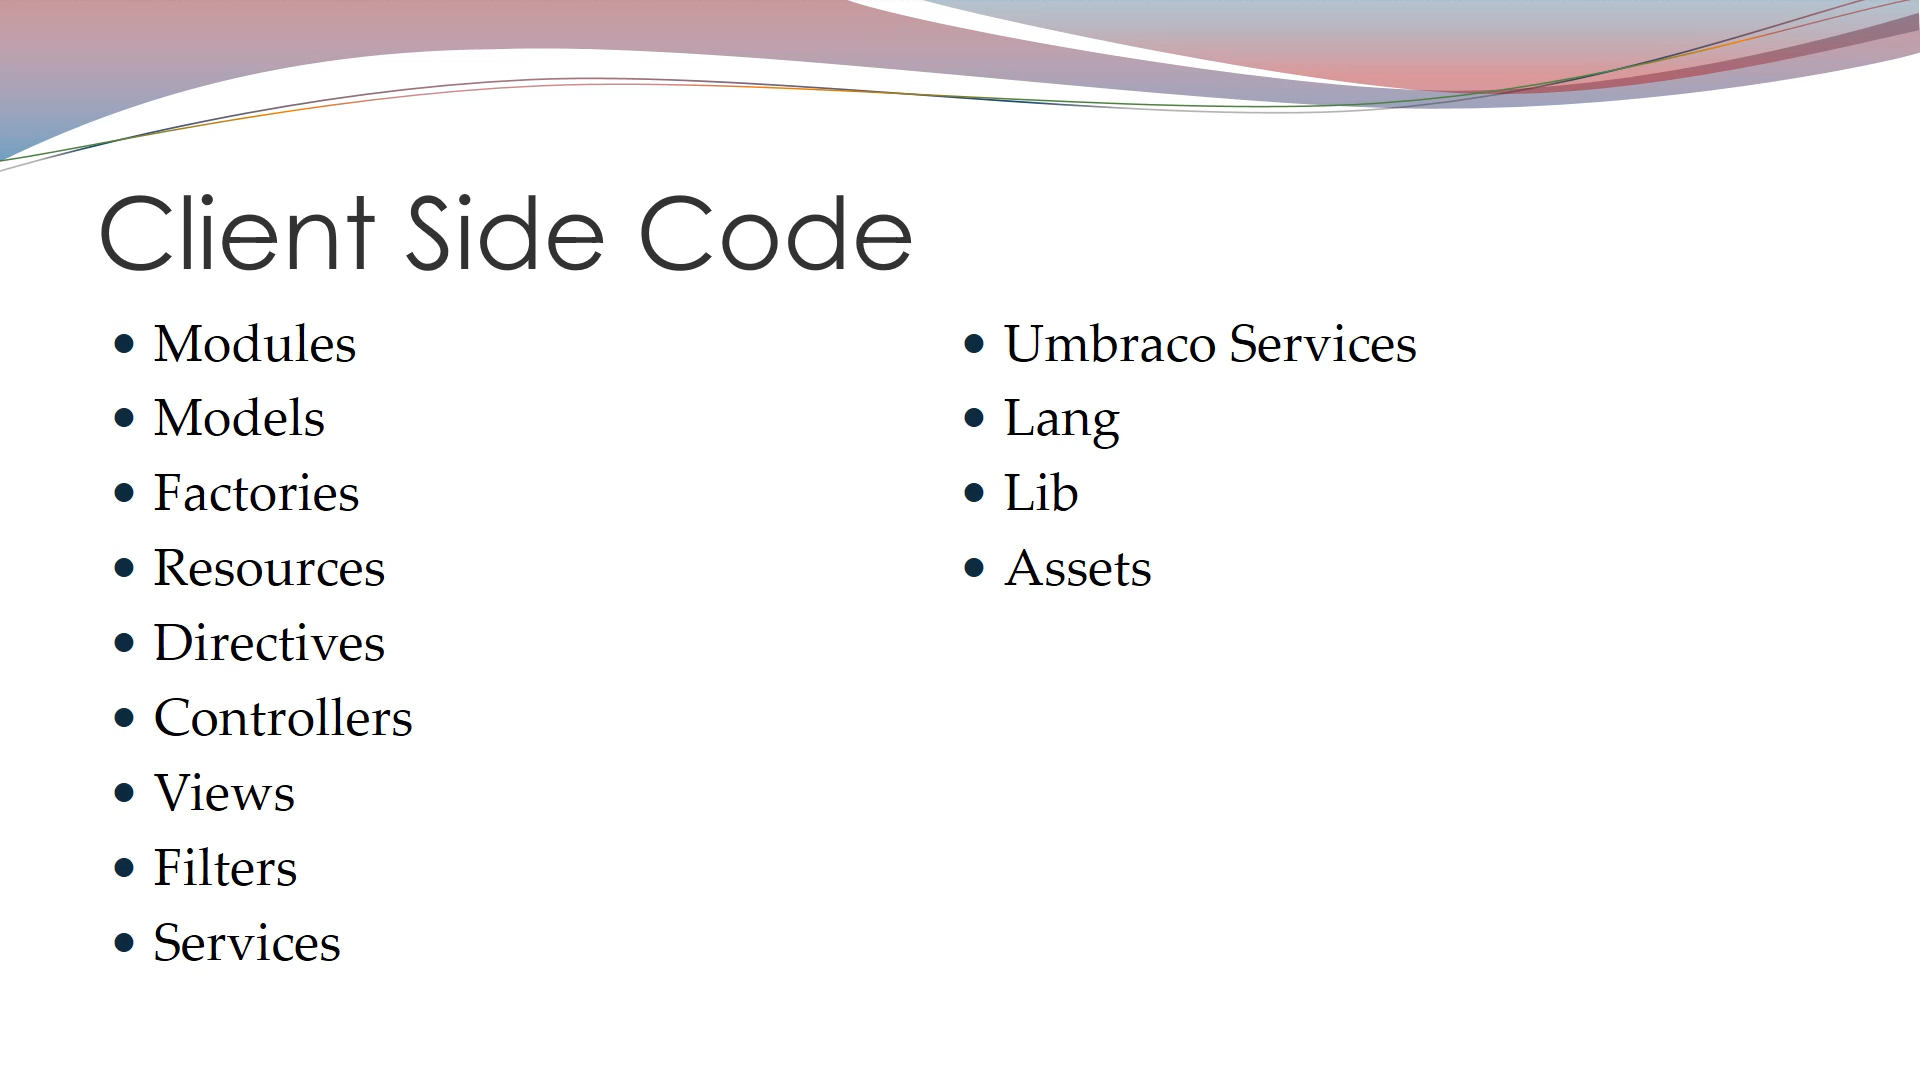 Client Side Code
• Modules
• Models
• Factories
• Resources
• Directives
• Controllers
• Views
• Filters
• Services
• Umbraco Services
• Lang
• Lib
• Assets